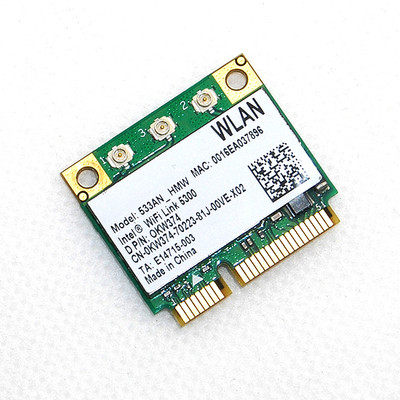 1 3 2
WLAN
Model: 533AN_HMW MAC: 0016EA037896
Intel® WiFi Link 5300
D P/N: 0KW374
CN-0KW374-70223-81J-00VE-X02
TA: E14715-003
Made in China